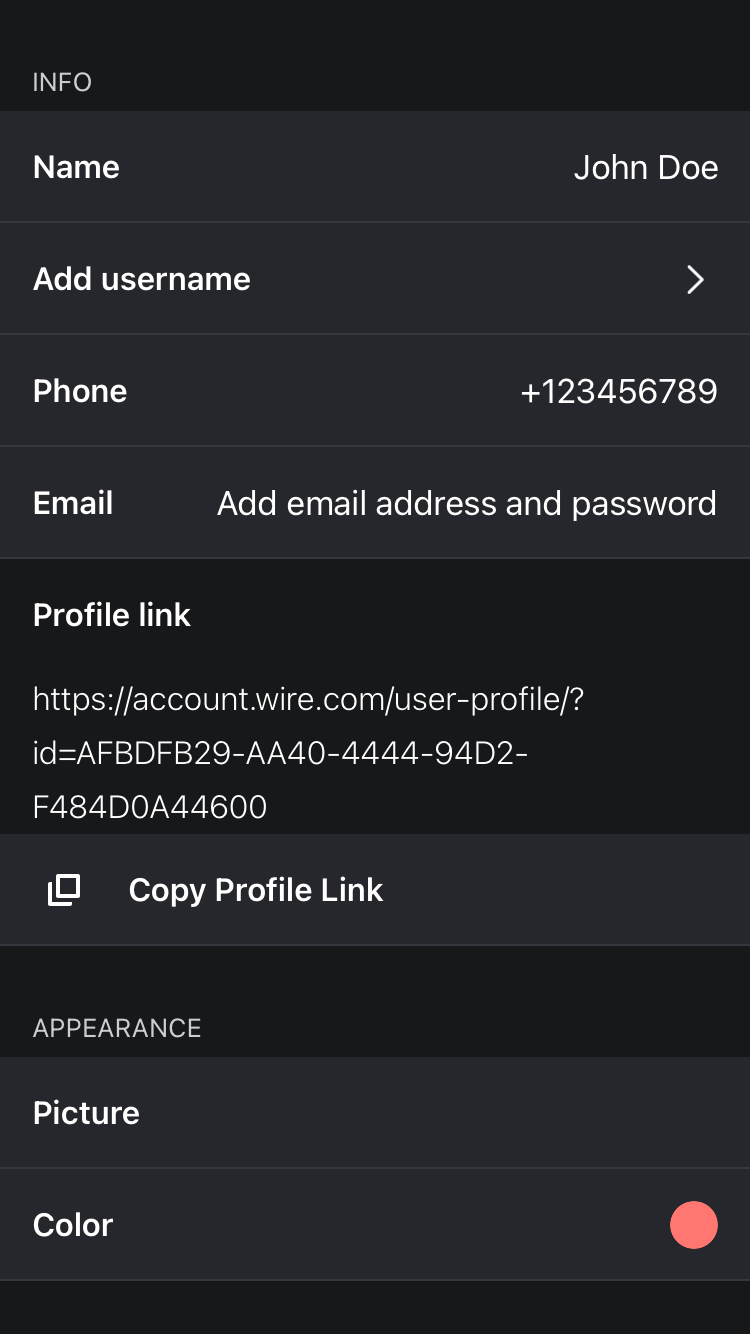 INFO
Name John Doe
Add username
Phone +123456789
Email Add email address and password
Profile link
https://account.wire.com/user-profile/?
id=AFBDFB29-AA40-4444-94D2-
F484D0A44600
Copy Profile Link
APPEARANCE
Picture
Color